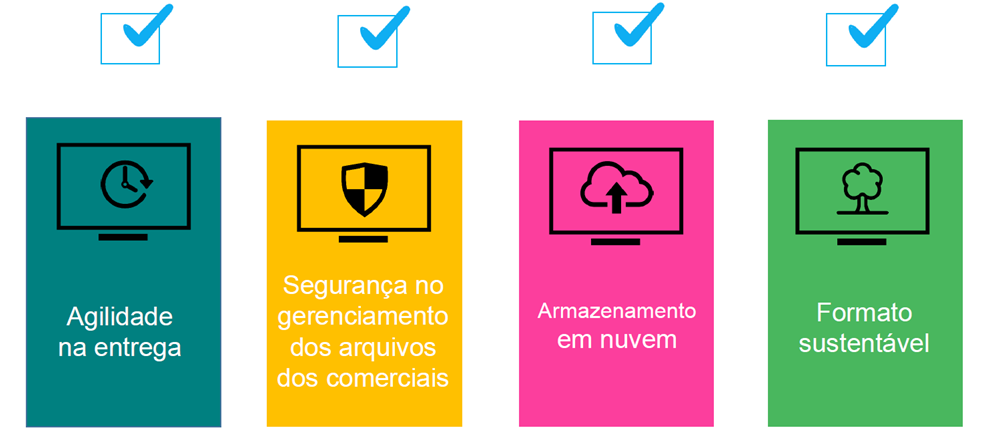 Agilidade
na entrega
Segurança no
gerenciamento
dos arquivos
dos comerciais
Armazenamento
em nuvem
Formato
sustentável